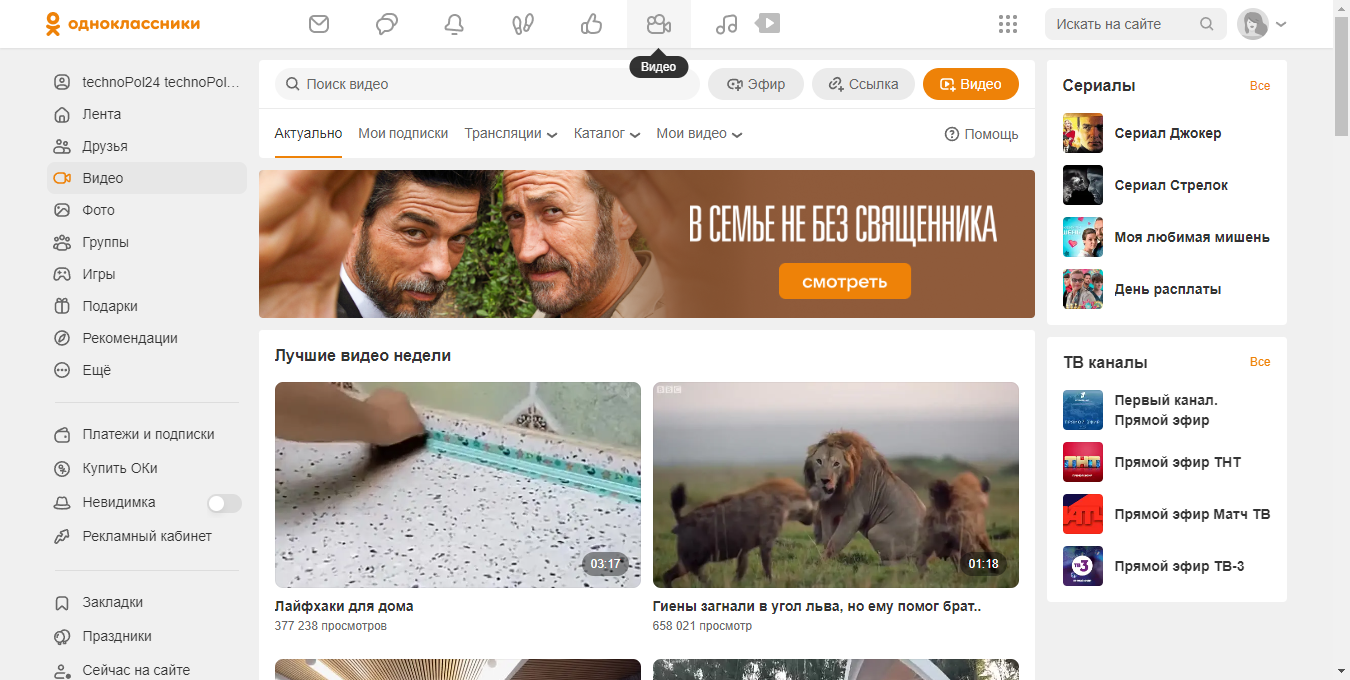 одноклассники
Искать на сайте
Видео
technoPol24 technoPol...
Лента
Друзья
Видео
Фото
Группы
Игры
Подарки
Рекомендации
Ещё
Платежи и подписки
Купить ОКи
Невидимка
Рекламный кабинет
Закладки
Праздники
Сейчас на сайте
Поиск видео
Эфир
Ссылка
Видео
Актуально
Мои подписки
Трансляции
Каталог
Мои видео
Помощь
В СЕМЬЕ НЕ БЕЗ СВЯЩЕННИКА
смотреть
Лучшие видео недели
03:17
Лайфхаки для дома
377 238 просмотров
BBC
01:18
Гиены загнали в угол льва, но ему помог брат..
658 021 просмотр
Сериалы
Все
Сериал Джокер
Сериал Стрелок
Моя любимая мишень
День расплаты
ТВ каналы
Все
Первый канал.
Прямой эфир
ТНТ
Прямой эфир ТНТ
Прямой эфир Матч ТВ
ТВ3
Прямой эфир ТВ-3